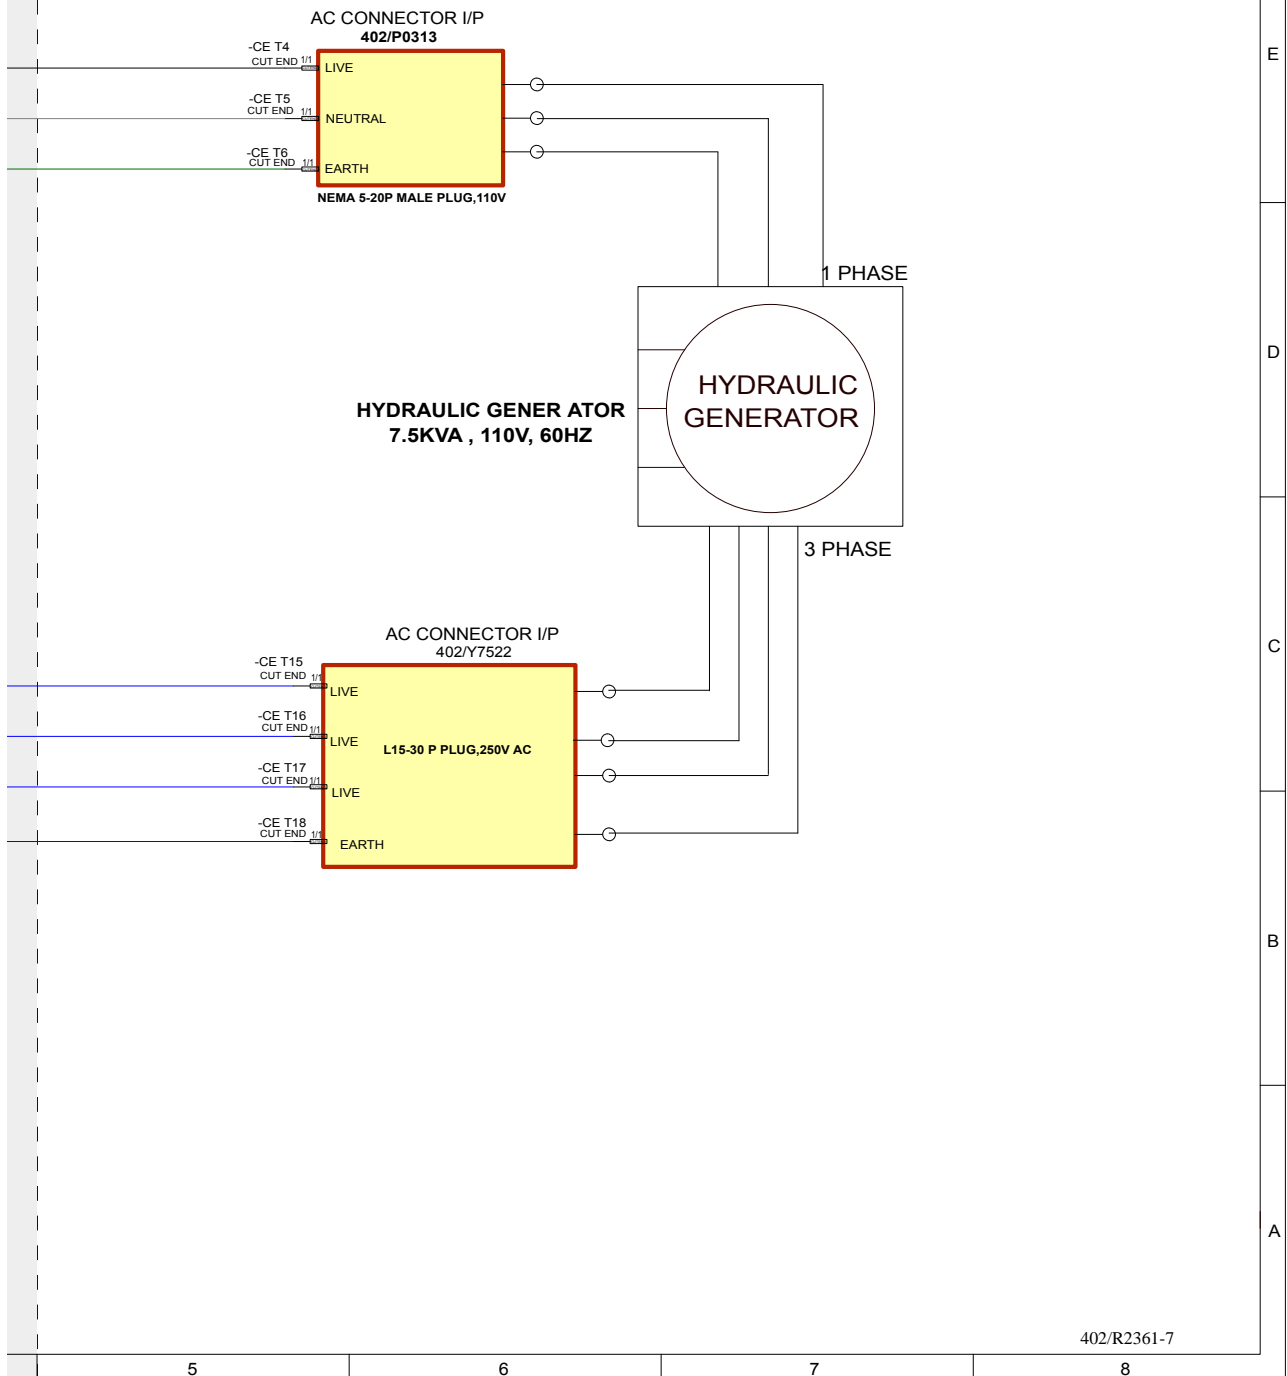 AC CONNECTOR I/P
402/P0313
-CE T4
CUT END 1/1
LIVE
-CE T5
CUT END 1/1
NEUTRAL
-CE T6
CUT END 1/1
EARTH
NEMA 5-20P MALE PLUG,110V
E
1 PHASE
HYDRAULIC
GENERATOR
HYDRAULIC GENER ATOR
7.5KVA , 110V, 60HZ
D
3 PHASE
AC CONNECTOR I/P
402/Y7522
C
-CE T15
CUT END 1/1
LIVE
-CE T16
CUT END 1/1
LIVE
L15-30 P PLUG,250V AC
-CE T17
CUT END 1/1
LIVE
-CE T18
CUT END 1/1
EARTH
B
A
402/R2361-7
5 6 7 8